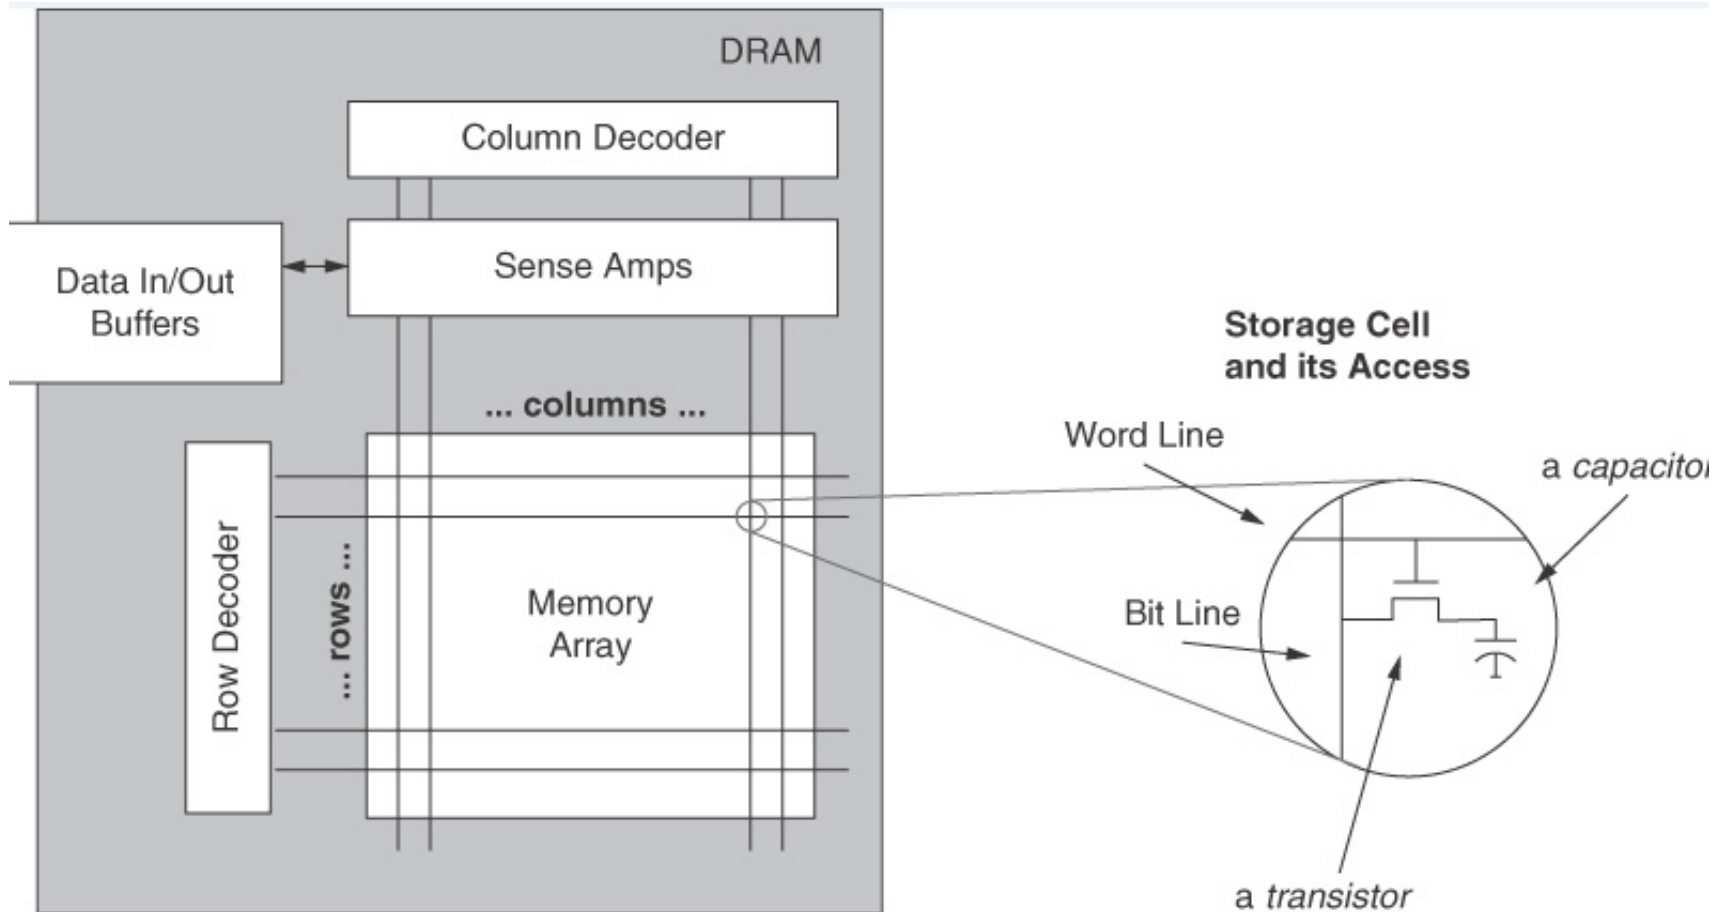 DRAM
Column Decoder
Sense Amps
Data In/Out
Buffers
... columns ...
Row Decoder
... rows ...
Memory
Array
Storage Cell
and its Access
Word Line
a capacitor
Bit Line
a transistor